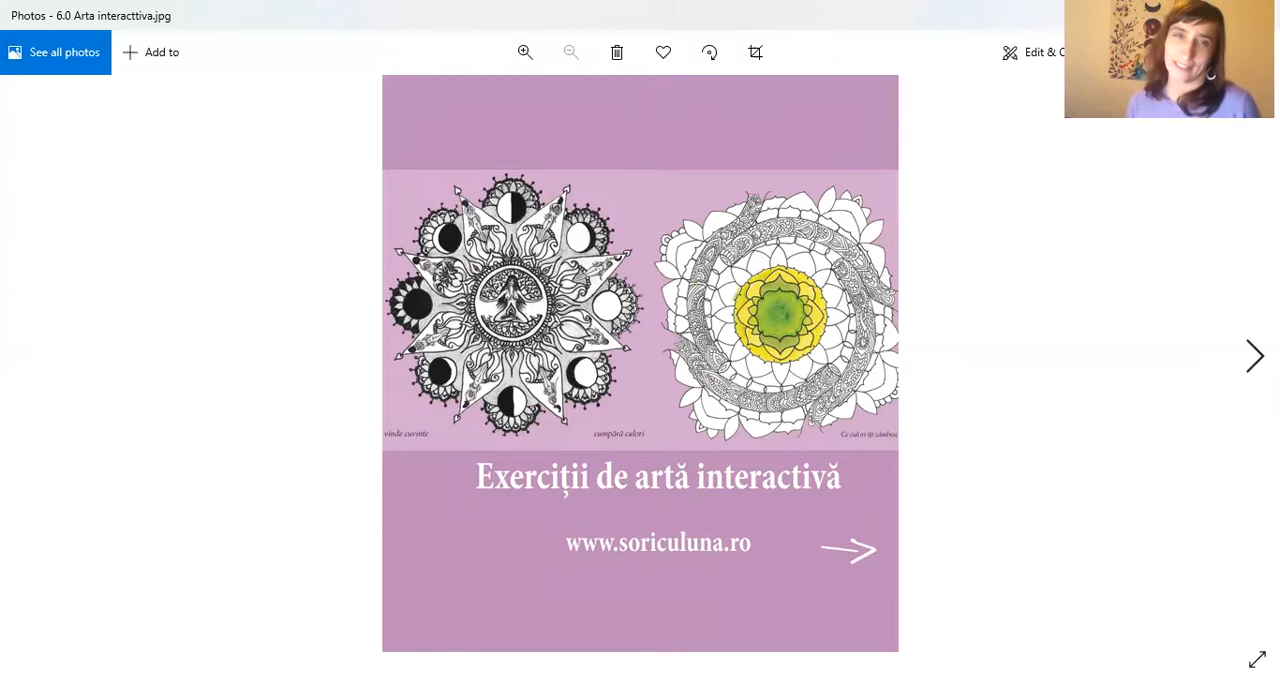 Photos - 6.0 Arta interacttiva.jpg
See all photos
Add to
Edit & C
vinde cuvinte
cumpără culori
Ce culori îți zâmbesc
Exerciții de artă interactivă
www.soriculuna.ro